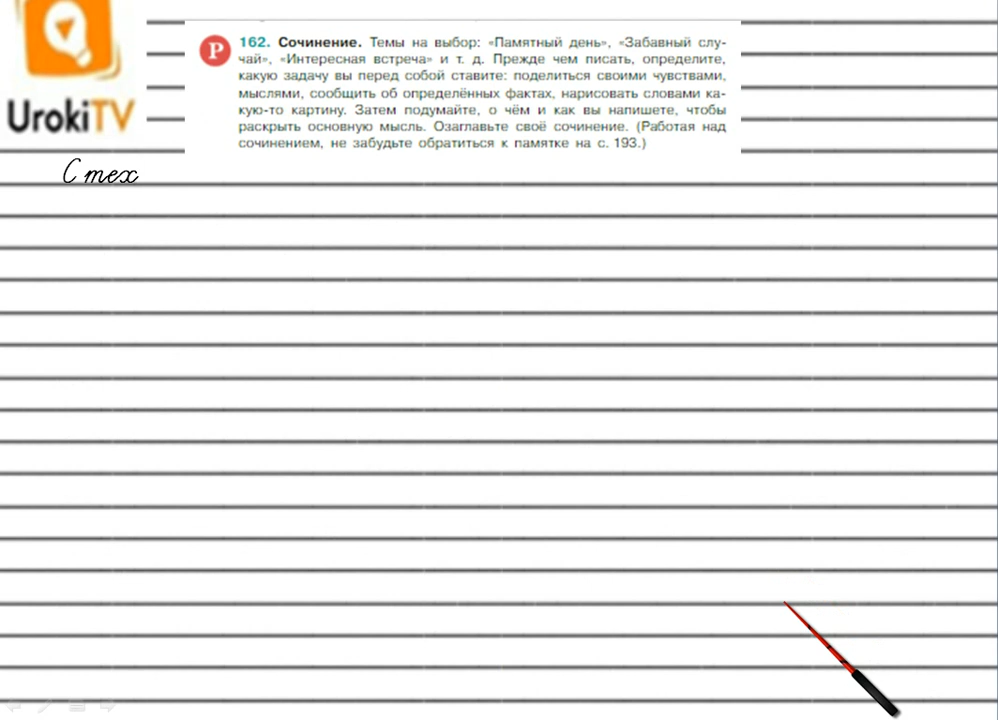 162. Сочинение. Темы на выбор: «Памятный день», «Забавный слу-
чай», «Интересная встреча» и т. д. Прежде чем писать, определите,
какую задачу вы перед собой ставите: поделиться своими чувствами,
мыслями, сообщить об определённых фактах, нарисовать словами ка-
кую-то картину. Затем подумайте, о чём и как вы напишете, чтобы
раскрыть основную мысль. Озаглавьте своё сочинение. (Работая над
сочинением, не забудьте обратиться к памятке на с. 193.)
Р
UrokiTV
С тех